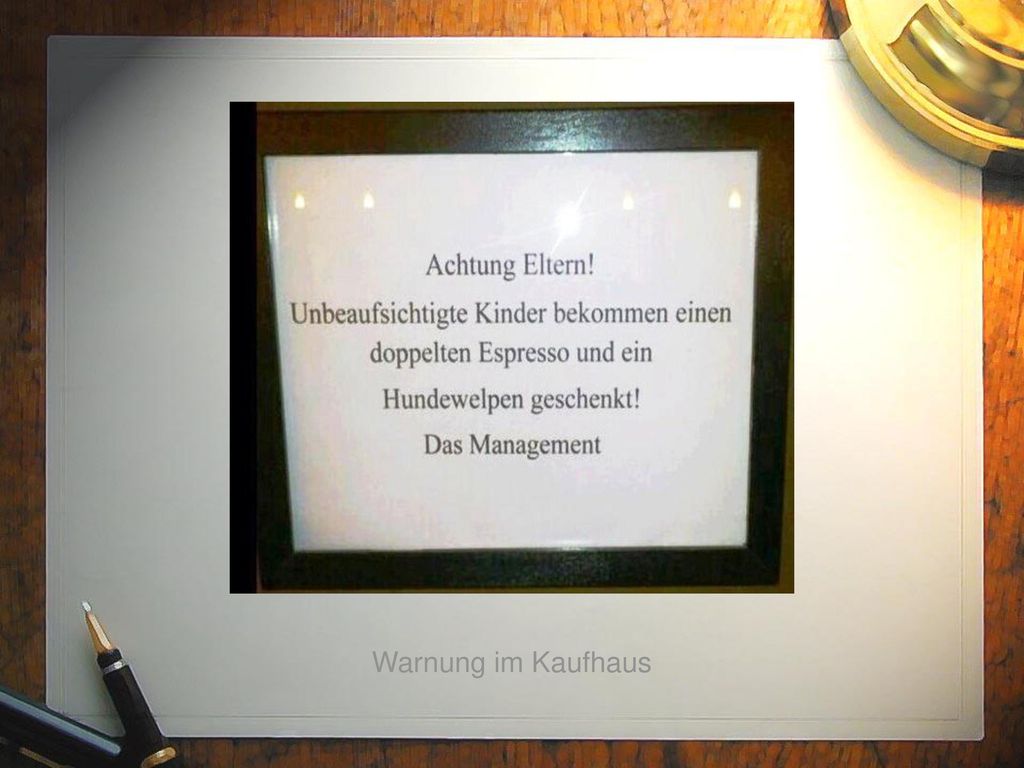 Achtung Eltern!
Unbeaufsichtigte Kinder bekommen einen
doppelten Espresso und ein
Hundewelpen geschenkt!
Das Management
Warnung im Kaufhaus